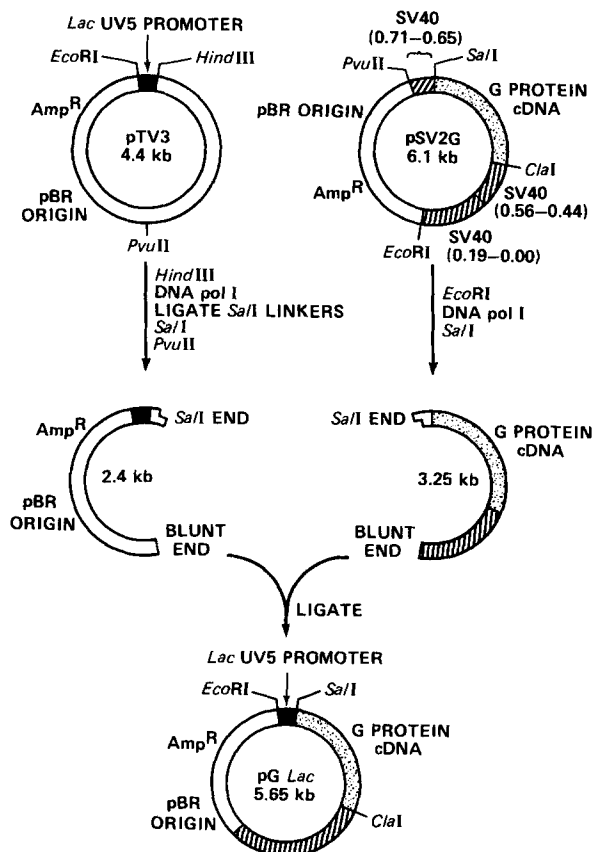 Lac UV5 PROMOTER
EcoRI
HindIII
AmpR
pTV3
4.4 kb
pBR
ORIGIN
PvuII
SV40
(0.71–0.65)
PvuII
SalI
G PROTEIN
cDNA
pBR ORIGIN
pSV2G
6.1 kb
ClaI
AmpR
SV40
(0.56–0.44)
EcoRI
SV40
(0.19–0.00)
HindIII
DNA pol I
LIGATE SalI LINKERS
SalI
PvuII
EcoRI
DNA pol I
SalI
AmpR
SalI END
2.4 kb
pBR
ORIGIN
BLUNT
END
SalI END
G PROTEIN
cDNA
3.25 kb
BLUNT
END
LIGATE
Lac UV5 PROMOTER
EcoRI
SalI
AmpR
G PROTEIN
cDNA
pG Lac
5.65 kb
pBR
ORIGIN
ClaI